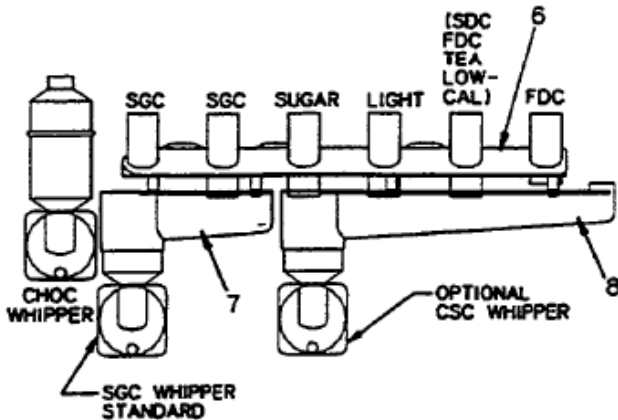 (SDC
FDC
TEA
LOW-
CAL)
6
SGC
SGC
SUGAR
LIGHT
FDC
CHOC
WHIPPER
7
8
OPTIONAL
CSC WHIPPER
SGC WHIPPER
STANDARD